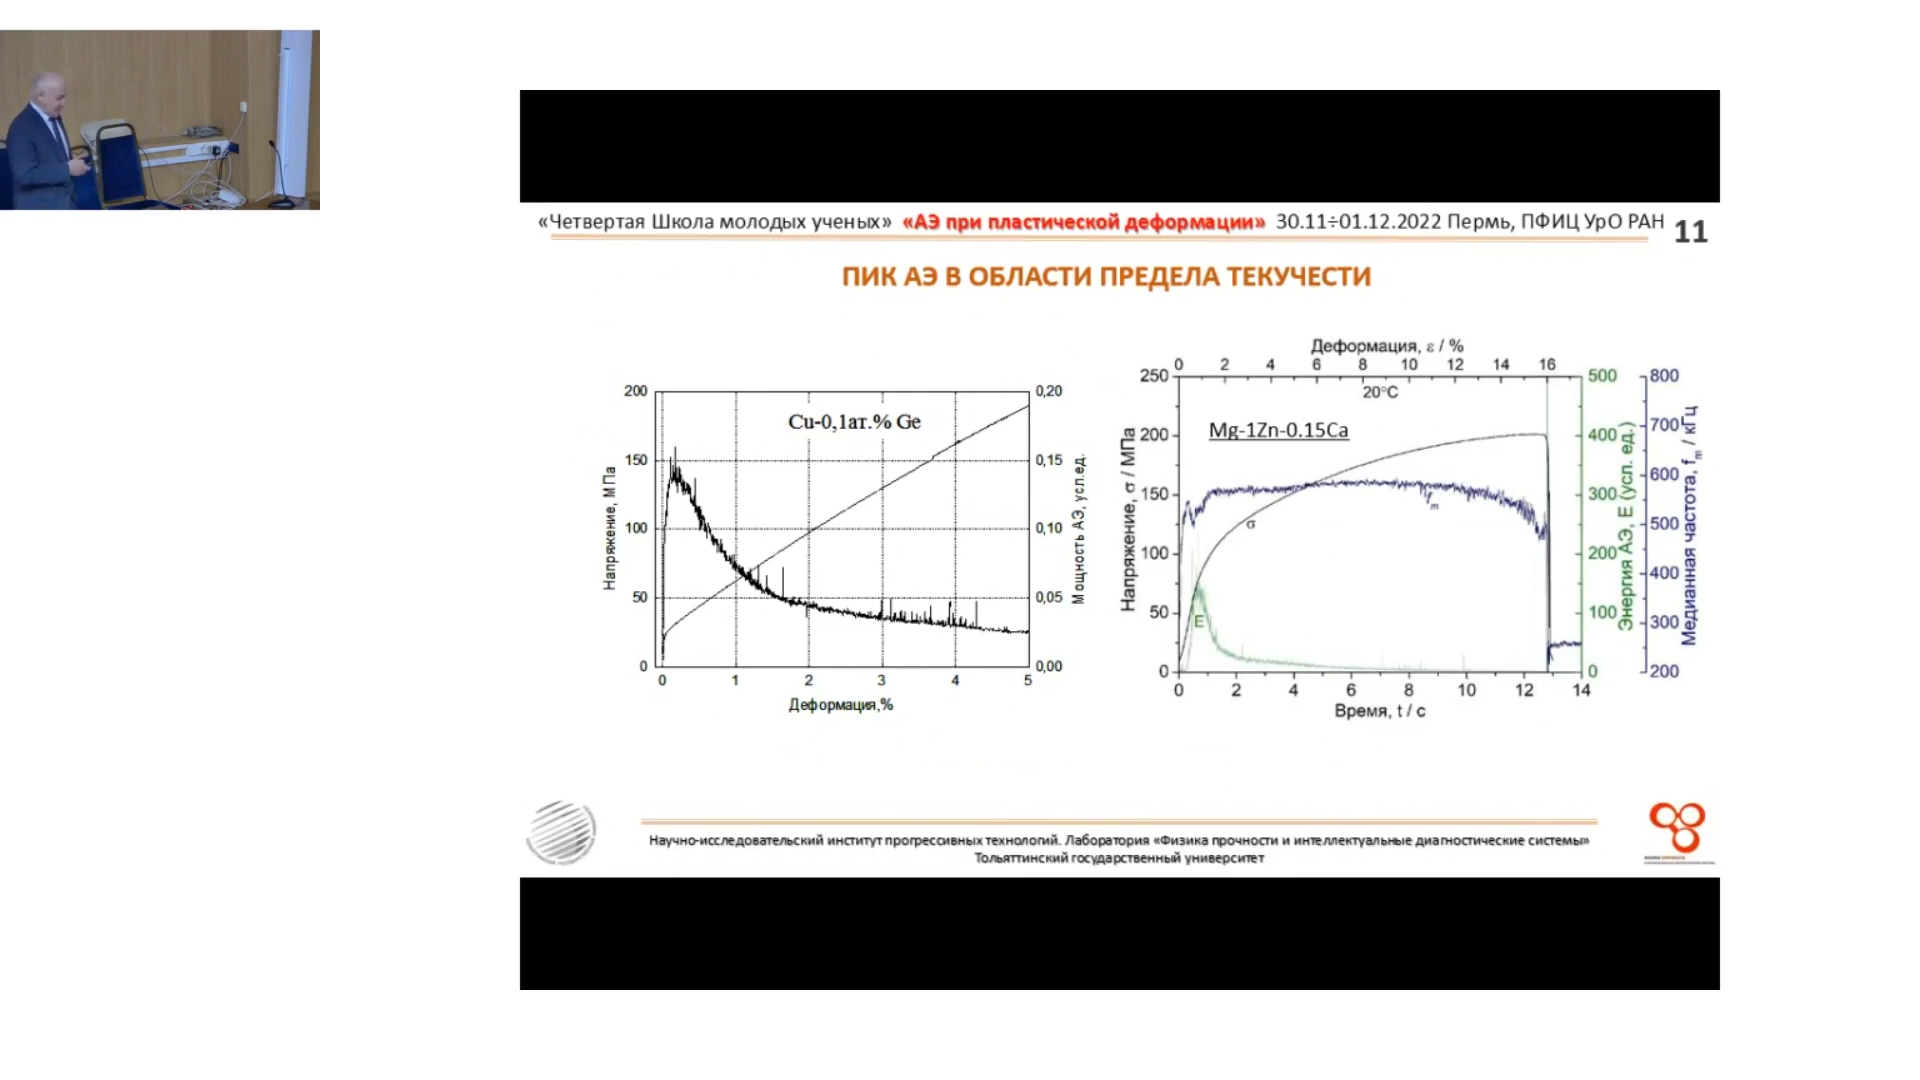 «Четвертая Школа молодых ученых» «АЭ при пластической деформации» 30.11÷01.12.2022 Пермь, ПФИЦ УрО РАН 11
ПИК АЭ В ОБЛАСТИ ПРЕДЕЛА ТЕКУЧЕСТИ
Cu-0,1ат.% Ge
Напряжение, МПа
200
150
100
50
0
0,20
0,15
0,10
0,05
0,00
Мощность АЭ, усл.ед.
0 1 2 3 4 5
Деформация,%
Деформация, ε / %
0 2 4 6 8 10 12 14 16
20°C
Mg-1Zn-0.15Ca
Напряжение, σ / МПа
250
200
150
100
50
0
σ
E
500
400
300
200
100
0
Энергия АЭ, E (усл. ед.)
800
700
600
500
400
300
200
Медианная частота, fm / кГц
0 2 4 6 8 10 12 14
Время, t / с
Научно-исследовательский институт прогрессивных технологий. Лаборатория «Физика прочности и интеллектуальные диагностические системы»
Тольяттинский государственный университет